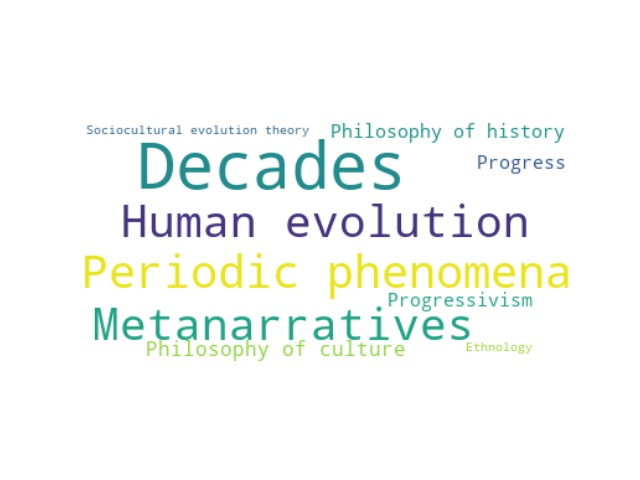 Sociocultural evolution theory
Philosophy of history
Decades
Progress
Human evolution
Periodic phenomena
Progressivism
Metanarratives
Philosophy of culture
Ethnology